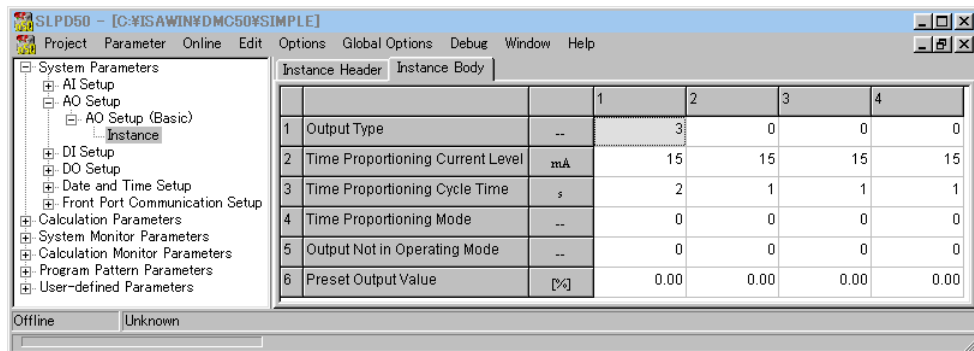 SLPD50 - [C:¥ISAWIN¥DMC50¥SIMPLE]
Project Parameter Online Edit Options Global Options Debug Window Help
System Parameters
AI Setup
AO Setup
AO Setup (Basic)
Instance
DI Setup
DO Setup
Date and Time Setup
Front Port Communication Setup
Calculation Parameters
System Monitor Parameters
Calculation Monitor Parameters
Program Pattern Parameters
User-defined Parameters
Instance Header Instance Body
1 2 3 4
1 Output Type -- 3 0 0 0
2 Time Proportioning Current Level mA 15 15 15 15
3 Time Proportioning Cycle Time s 2 1 1 1
4 Time Proportioning Mode -- 0 0 0 0
5 Output Not in Operating Mode -- 0 0 0 0
6 Preset Output Value [%] 0.00 0.00 0.00 0.00
Offline Unknown